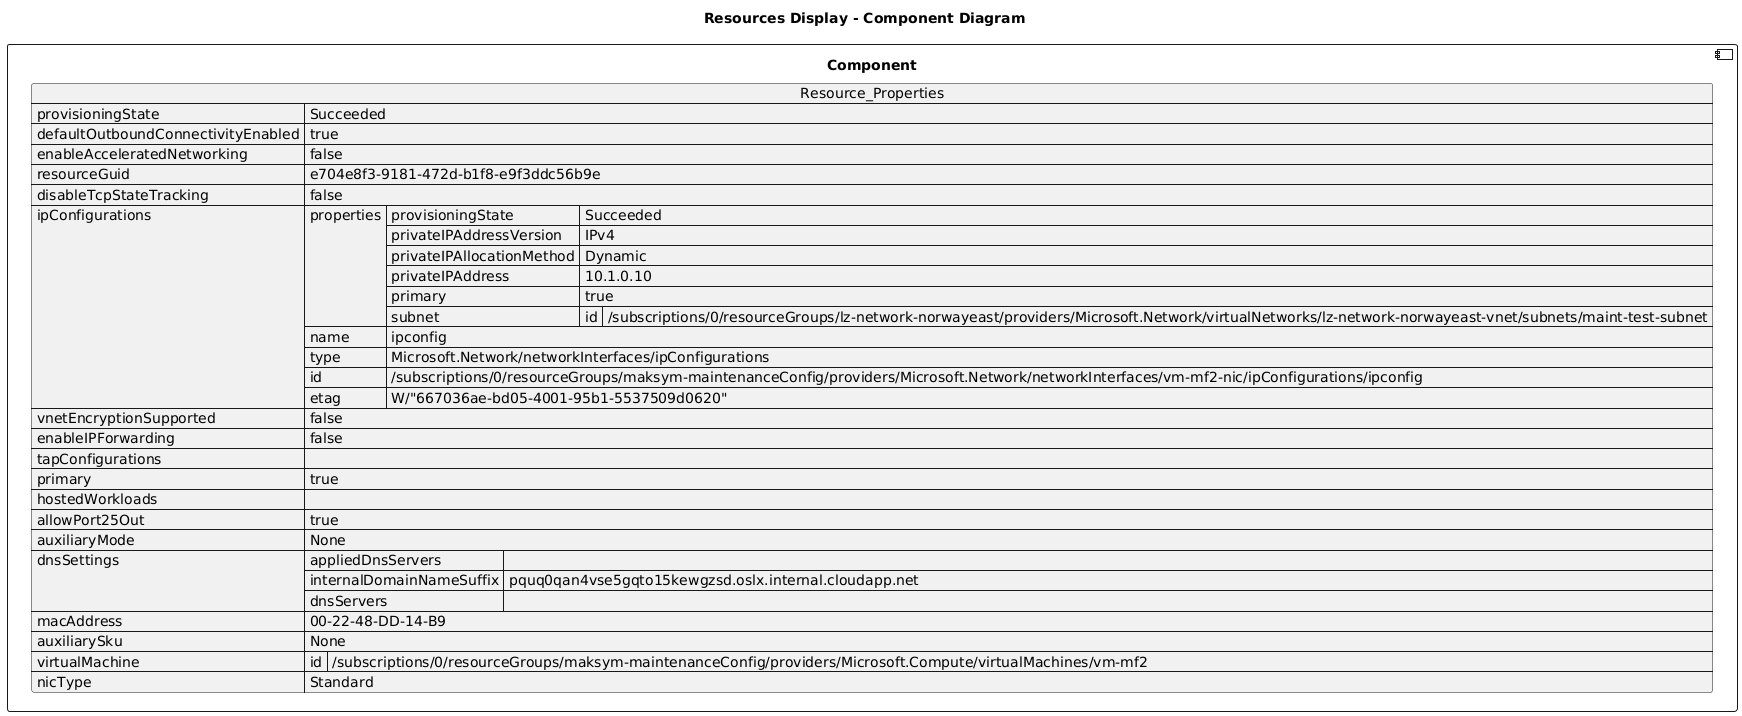 Resources Display - Component Diagram
Component
Resource_Properties
provisioningState Succeeded
defaultOutboundConnectivityEnabled true
enableAcceleratedNetworking false
resourceGuid e704e8f3-9181-472d-b1f8-e9f3ddc56b9e
disableTcpStateTracking false
ipConfigurations properties provisioningState Succeeded
privateIPAddressVersion IPv4
privateIPAllocationMethod Dynamic
privateIPAddress 10.1.0.10
primary true
subnet id /subscriptions/0/resourceGroups/lz-network-norwayeast/providers/Microsoft.Network/virtualNetworks/lz-network-norwayeast-vnet/subnets/maint-test-subnet
name ipconfig
type Microsoft.Network/networkInterfaces/ipConfigurations
id /subscriptions/0/resourceGroups/maksym-maintenanceConfig/providers/Microsoft.Network/networkInterfaces/vm-mf2-nic/ipConfigurations/ipconfig
etag W/"667036ae-bd05-4001-95b1-5537509d0620"
vnetEncryptionSupported false
enableIPForwarding false
tapConfigurations
primary true
hostedWorkloads
allowPort25Out true
auxiliaryMode None
dnsSettings appliedDnsServers
internalDomainNameSuffix pquq0qan4vse5gqto15kewgzsd.oslx.internal.cloudapp.net
dnsServers
macAddress 00-22-48-DD-14-B9
auxiliarySku None
virtualMachine id /subscriptions/0/resourceGroups/maksym-maintenanceConfig/providers/Microsoft.Compute/virtualMachines/vm-mf2
nicType Standard